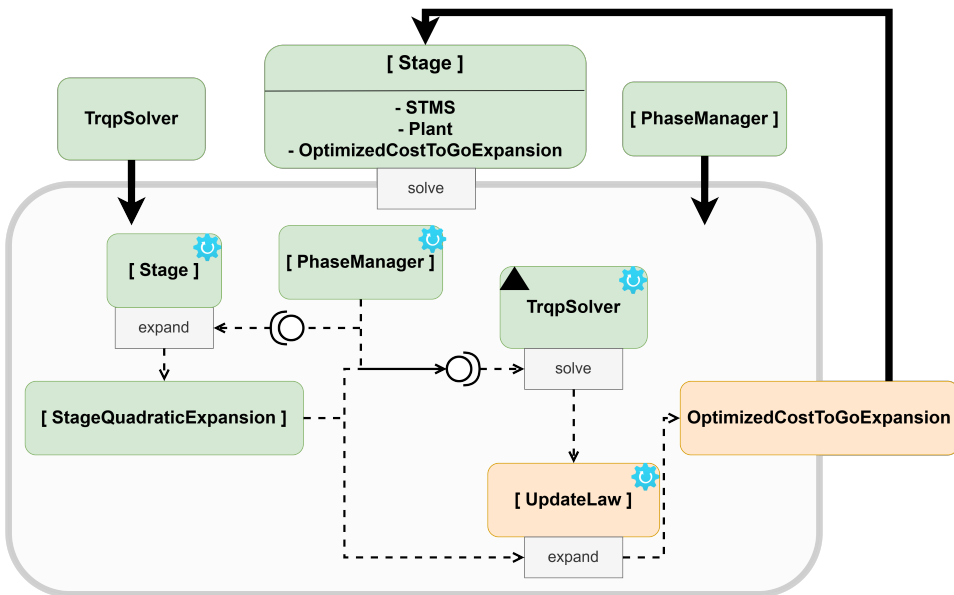 [ Stage ]
- STMS
- Plant
- OptimizedCostToGoExpansion
solve
TrqpSolver
[ PhaseManager ]
[ Stage ]
expand
[ PhaseManager ]
TrqpSolver
solve
[ StageQuadraticExpansion ]
OptimizedCostToGoExpansion
[ UpdateLaw ]
expand